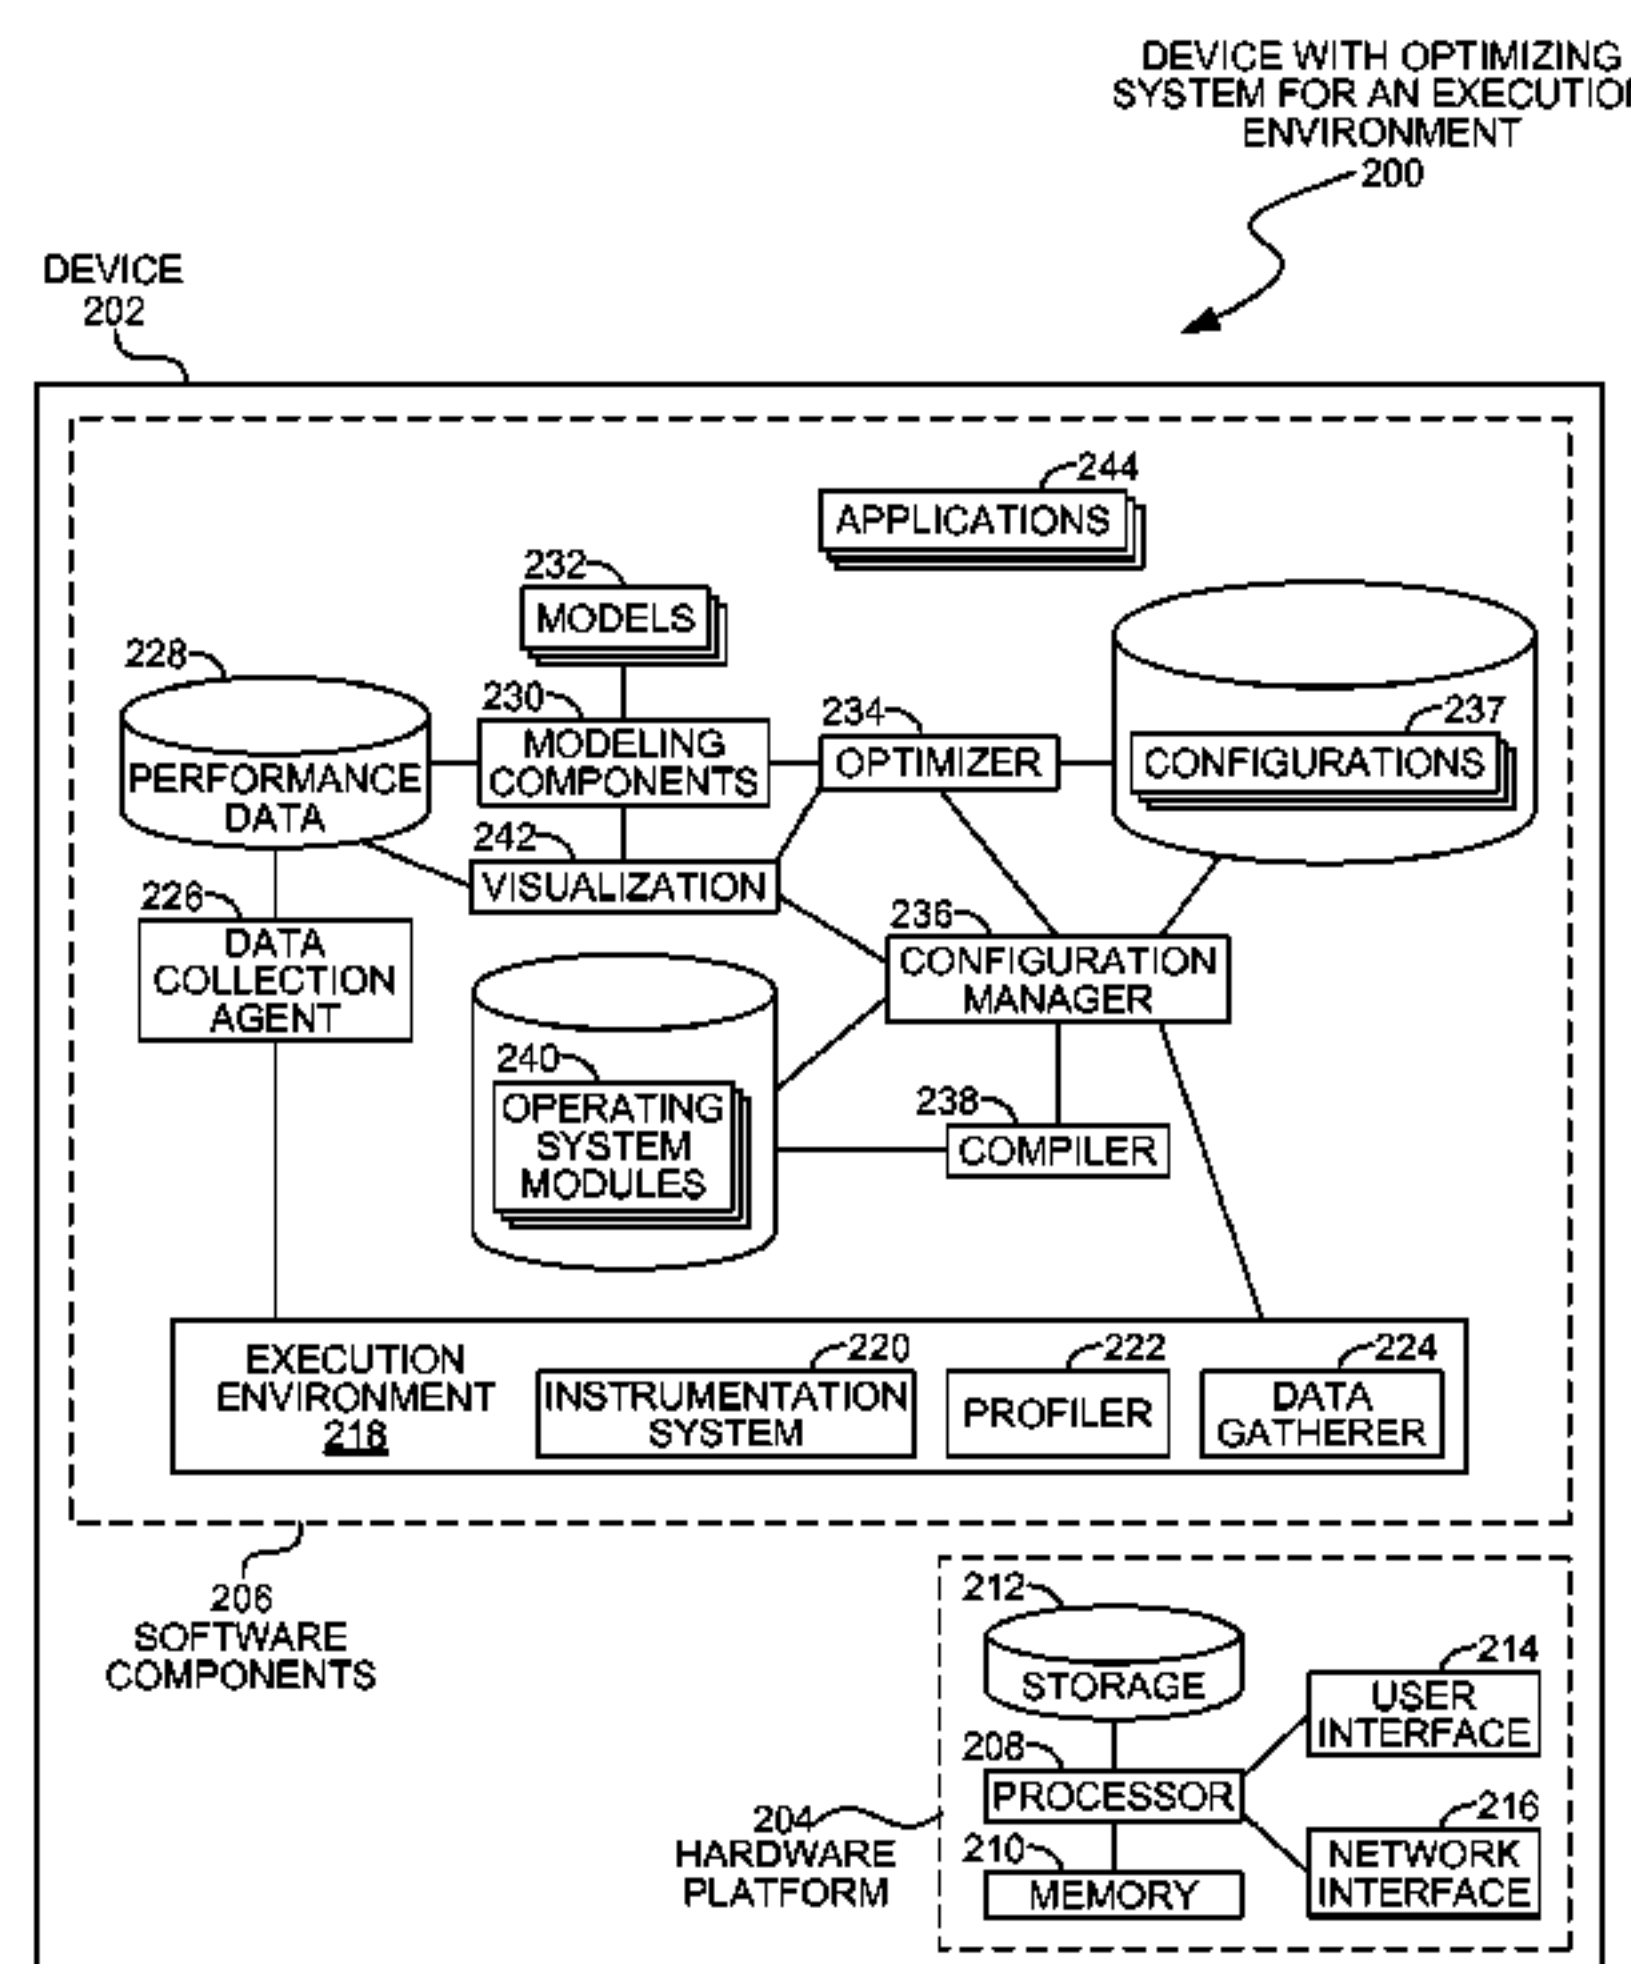 DEVICE WITH OPTIMIZING
SYSTEM FOR AN EXECUTION
ENVIRONMENT
200
DEVICE
202
244
APPLICATIONS
232
MODELS
228
PERFORMANCE
DATA
230
MODELING
COMPONENTS
234
OPTIMIZER
237
CONFIGURATIONS
242
VISUALIZATION
226
DATA
COLLECTION
AGENT
236
CONFIGURATION
MANAGER
240
OPERATING
SYSTEM
MODULES
238
COMPILER
EXECUTION
ENVIRONMENT
218
220
INSTRUMENTATION
SYSTEM
222
PROFILER
224
DATA
GATHERER
206
SOFTWARE
COMPONENTS
212
STORAGE
214
USER
INTERFACE
208
PROCESSOR
204
HARDWARE
PLATFORM
216
NETWORK
INTERFACE
210
MEMORY